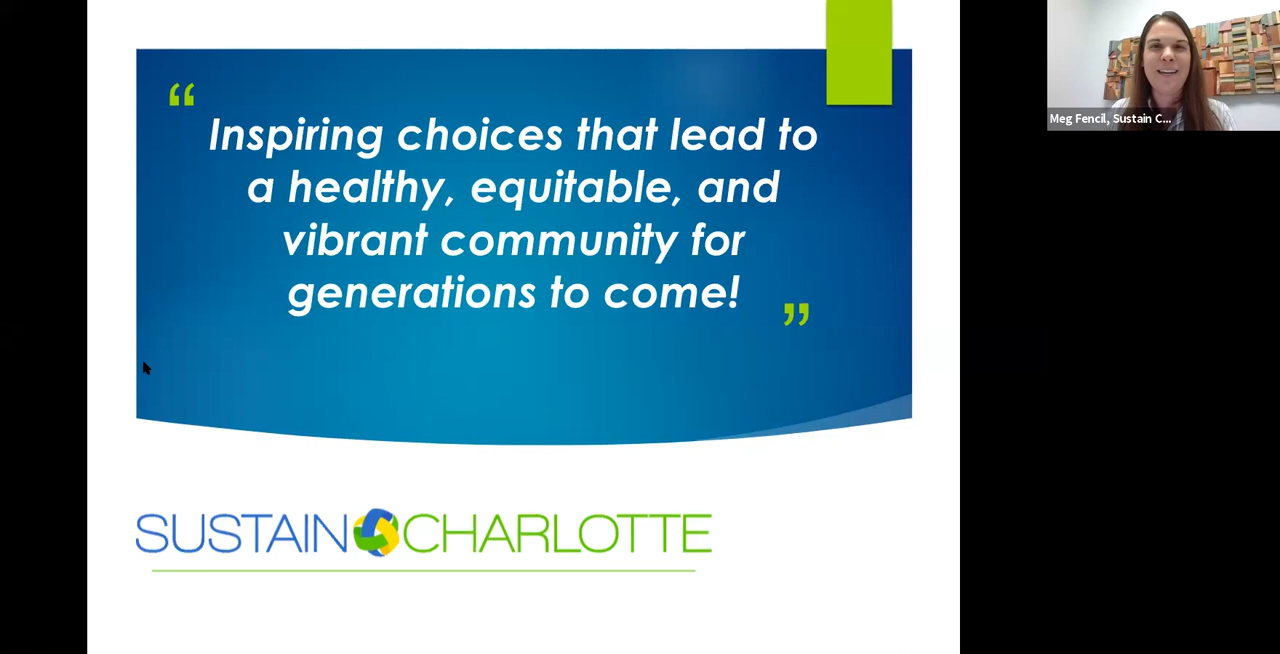 “
Inspiring choices that lead to
a healthy, equitable, and
vibrant community for
generations to come!
”
SUSTAIN CHARLOTTE
Meg Fencil, Sustain C...